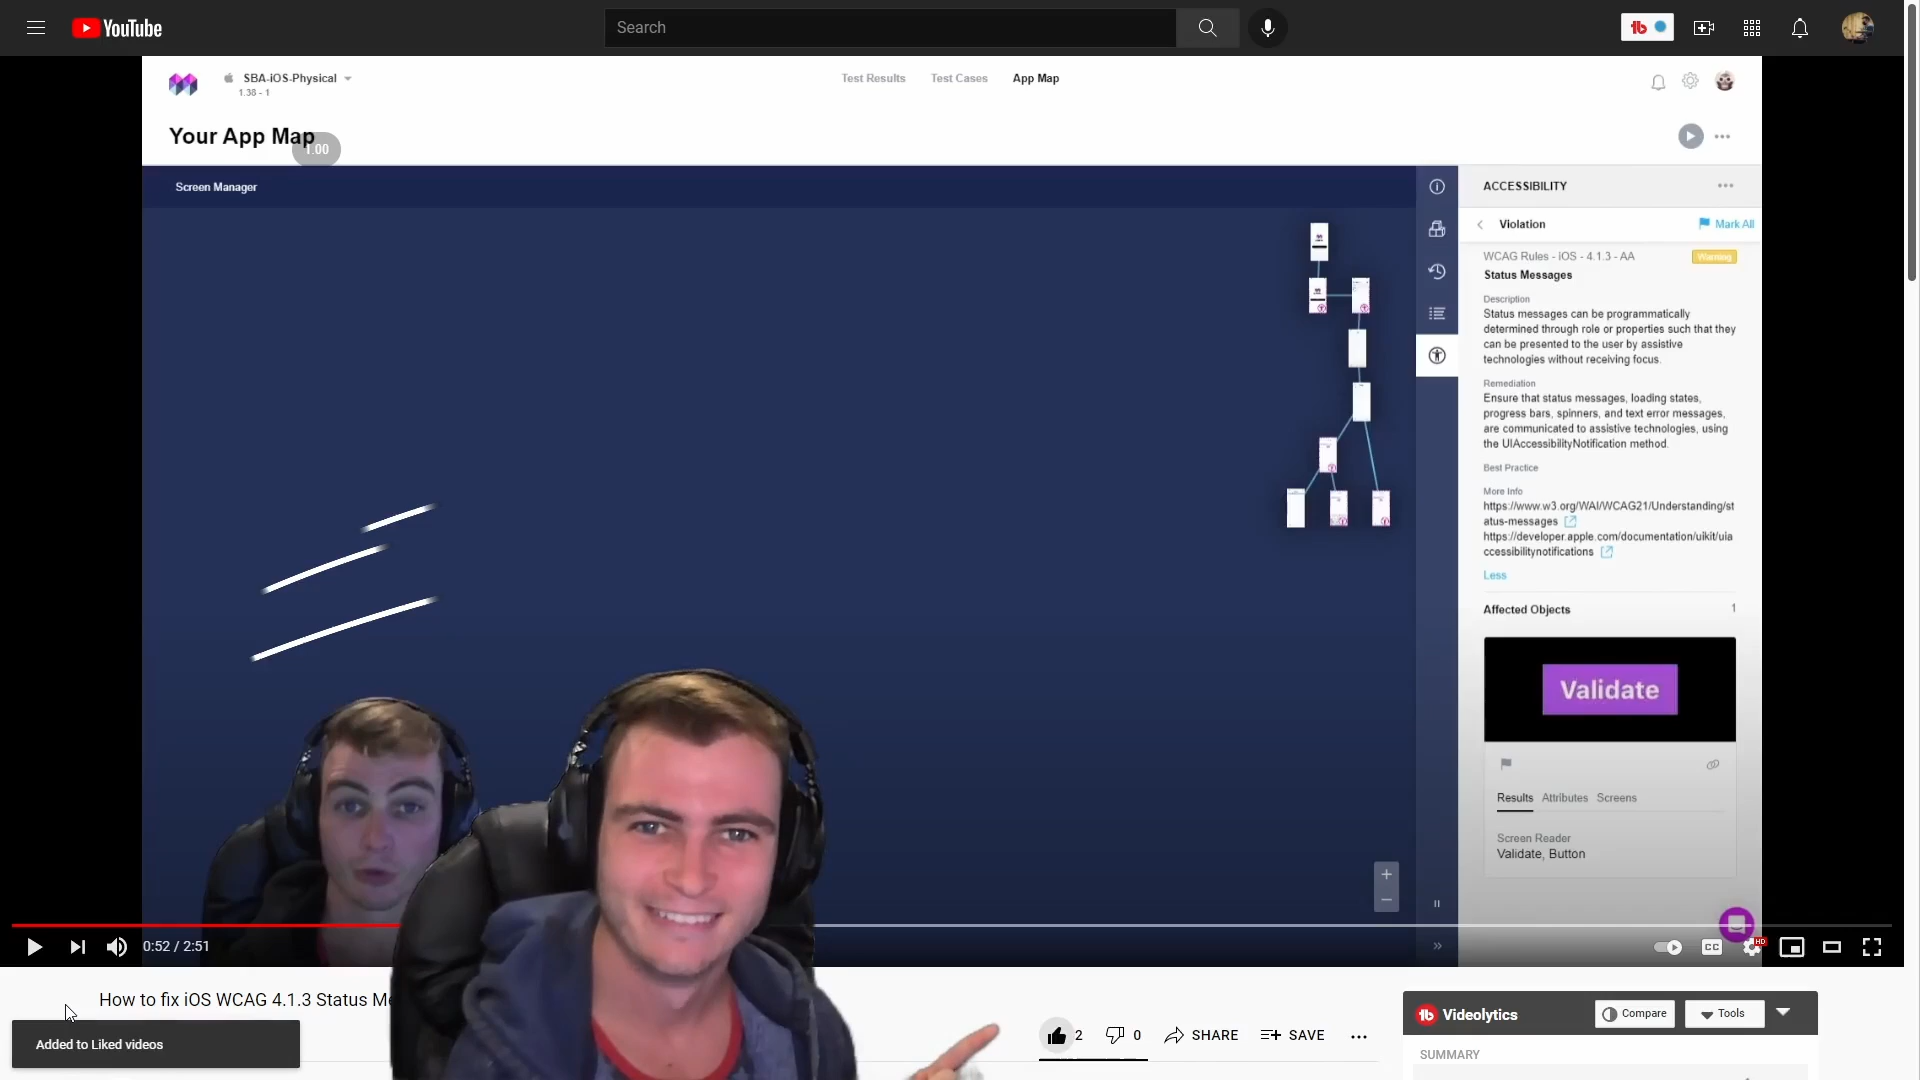 YouTube
Search
SBA-iOS-Physical
1.38 - 1
Test Results
Test Cases
App Map
Your App Map
1.00
Screen Manager
ACCESSIBILITY
Violation
Mark All
WCAG Rules - iOS - 4.1.3 - AA
Warning
Status Messages
Description
Status messages can be programmatically
determined through role or properties such that they
can be presented to the user by assistive
technologies without receiving focus.
Remediation
Ensure that status messages, loading states,
progress bars, spinners, and text error messages,
are communicated to assistive technologies, using
the UIAccessibilityNotification method.
Best Practice
More Info
https://www.w3.org/WAI/WCAG21/Understanding/st
atus-messages
https://developer.apple.com/documentation/uikit/uia
ccessibilitynotifications
Less
Affected Objects
1
Validate
Results
Attributes
Screens
Screen Reader
Validate, Button
0:52 / 2:51
CC
HD
How to fix iOS WCAG 4.1.3 Status Me
Added to Liked videos
2
0
SHARE
SAVE
Videolytics
Compare
Tools
SUMMARY